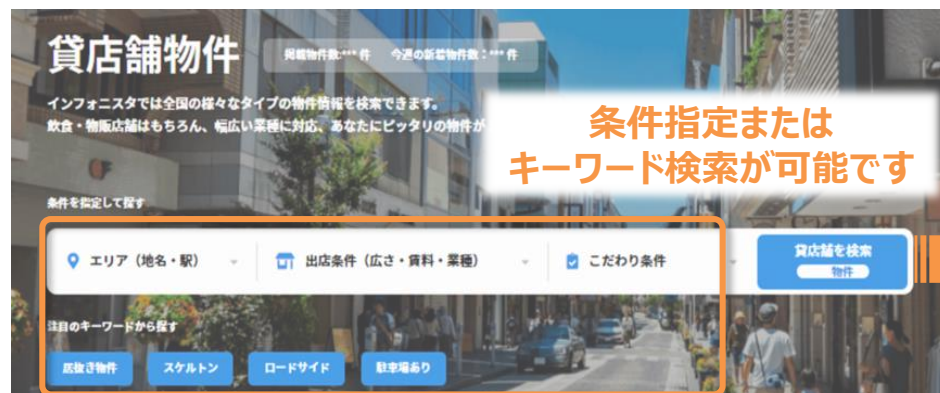 貸店舗物件
掲載物件数:*** 件 今週の新着物件数:*** 件
インフォニスタでは全国の様々なタイプの物件情報を検索できます。
飲食・物販店舗はもちろん、幅広い業種に対応、あなたにピッタリの物件が
条件指定または
キーワード検索が可能です
条件を指定して探す
エリア(地名・駅) 出店条件(広さ・賃料・業種) こだわり条件
貸店舗を検索
物件
注目のキーワードから探す
居抜き物件 スケルトン ロードサイド 駐車場あり